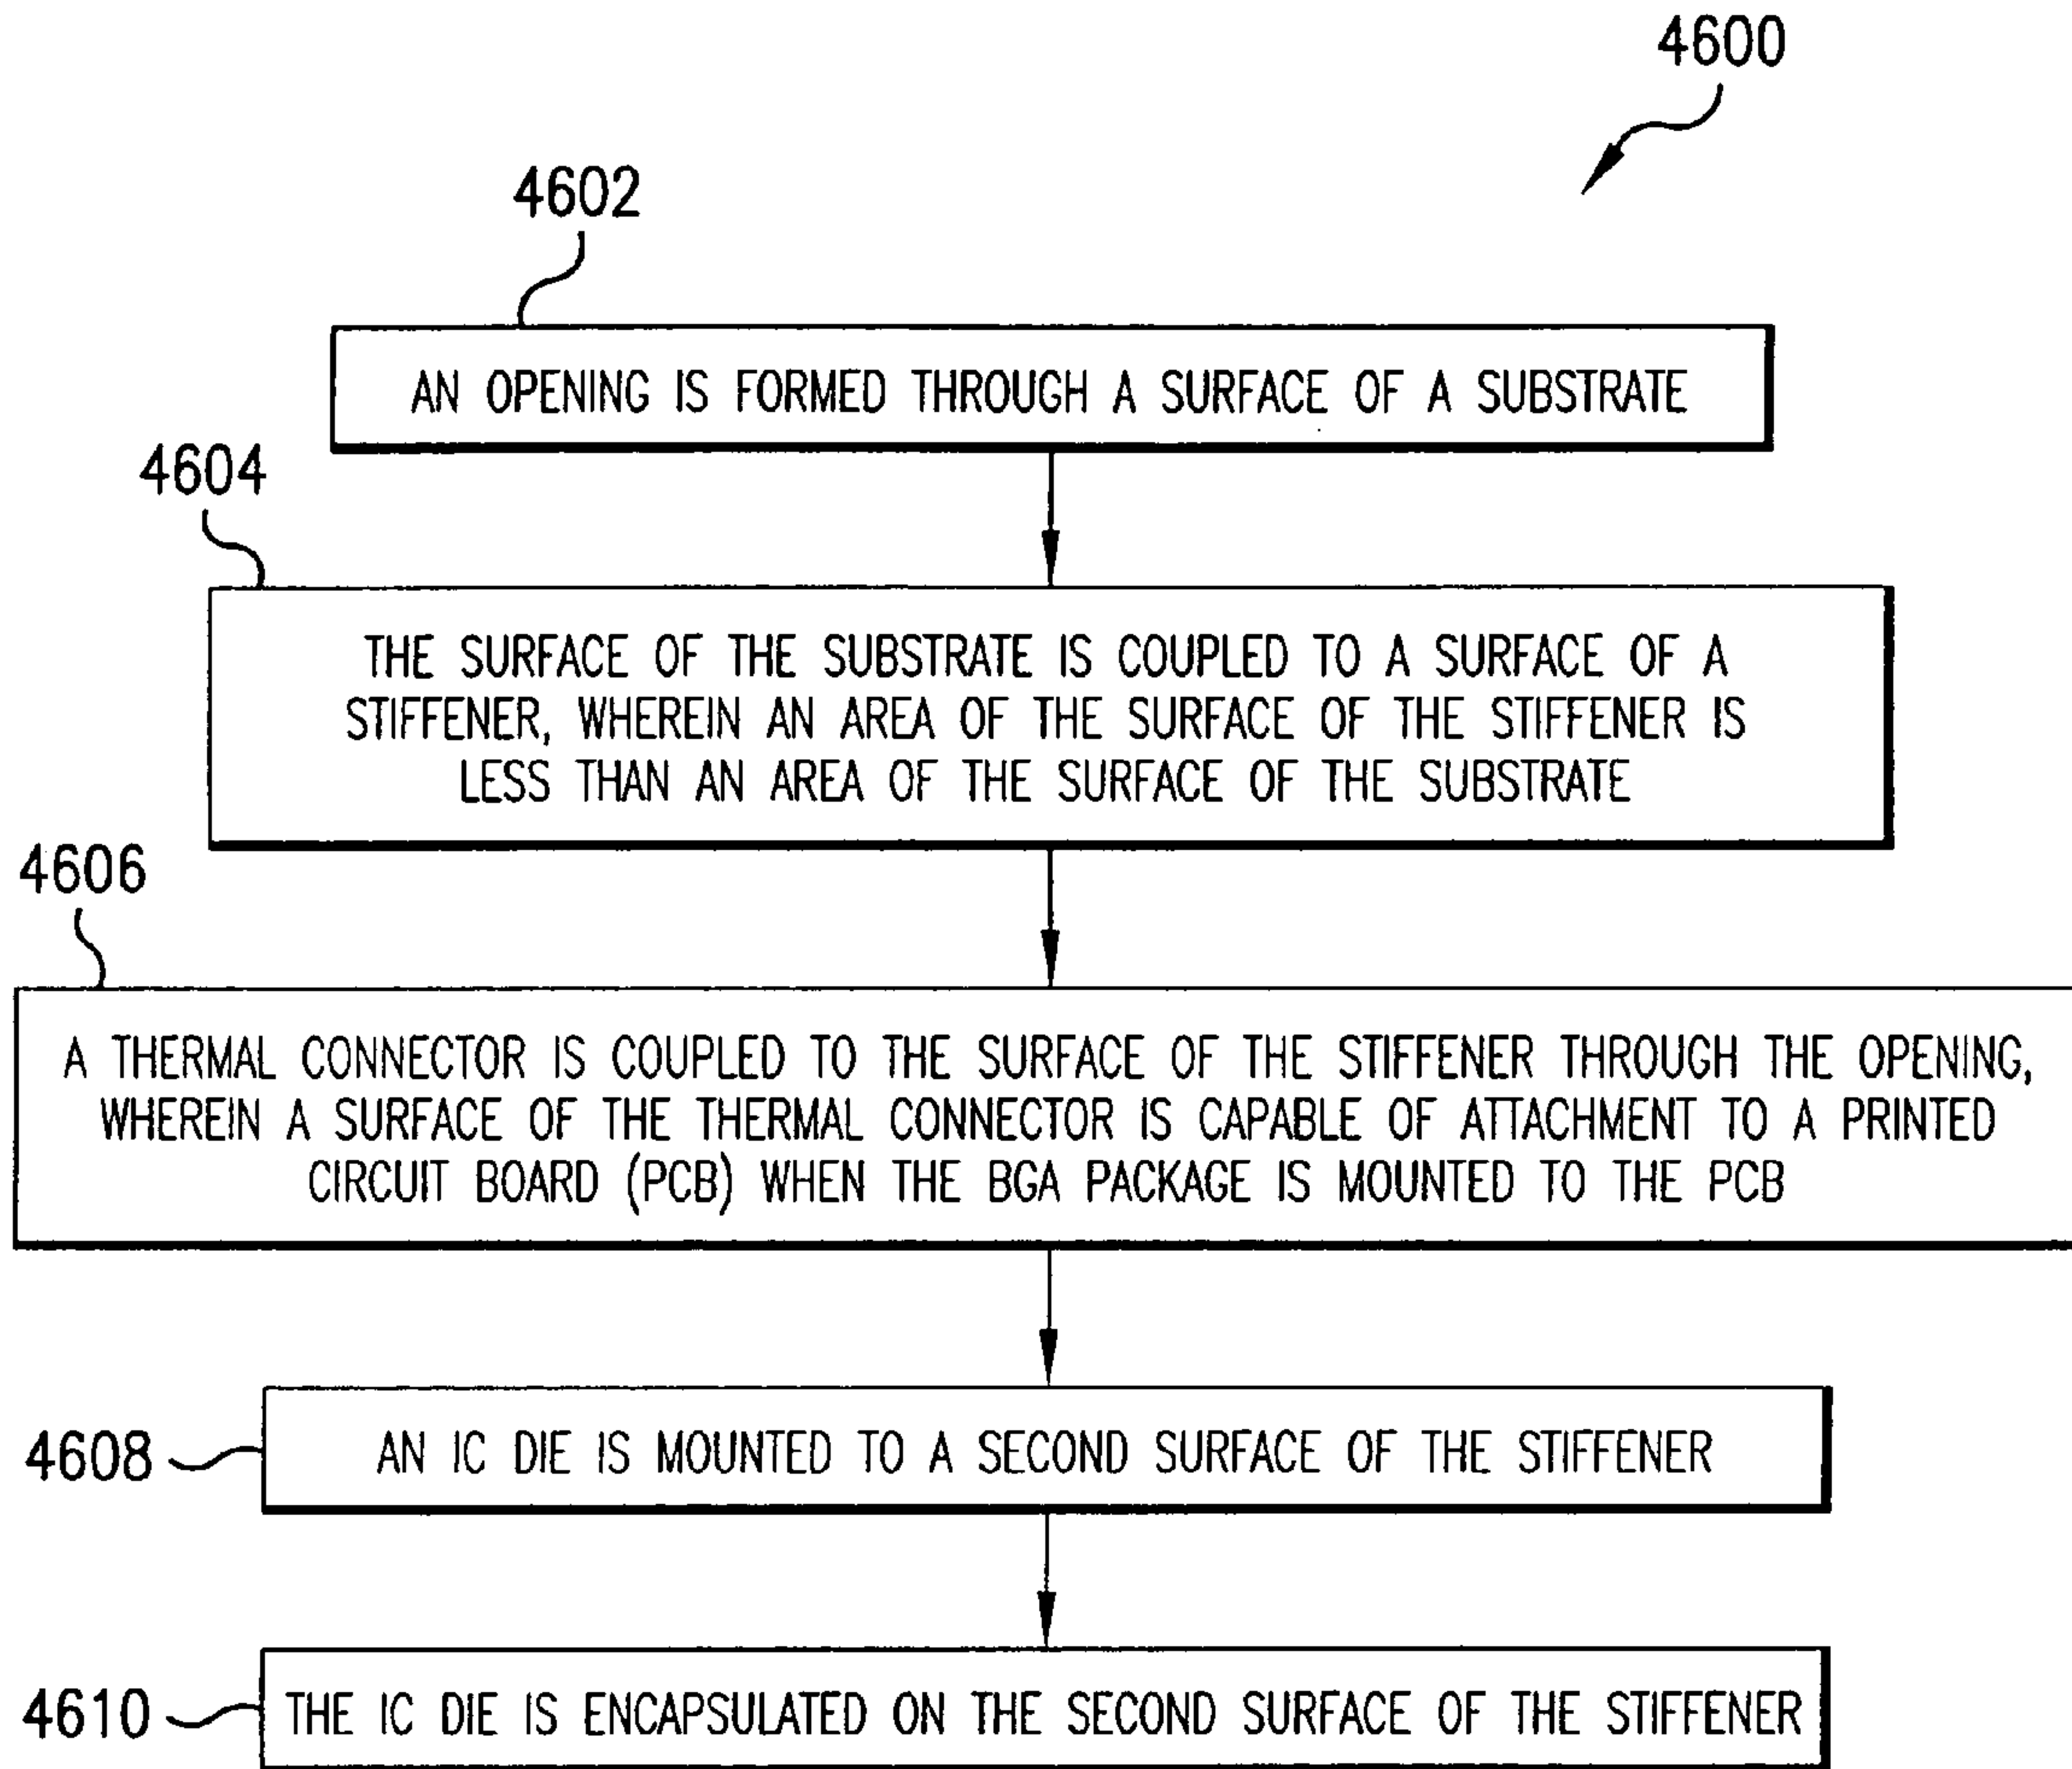 4600
4602
AN OPENING IS FORMED THROUGH A SURFACE OF A SUBSTRATE
4604
THE SURFACE OF THE SUBSTRATE IS COUPLED TO A SURFACE OF A
STIFFENER, WHEREIN AN AREA OF THE SURFACE OF THE STIFFENER IS
LESS THAN AN AREA OF THE SURFACE OF THE SUBSTRATE
4606
A THERMAL CONNECTOR IS COUPLED TO THE SURFACE OF THE STIFFENER THROUGH THE OPENING,
WHEREIN A SURFACE OF THE THERMAL CONNECTOR IS CAPABLE OF ATTACHMENT TO A PRINTED
CIRCUIT BOARD (PCB) WHEN THE BGA PACKAGE IS MOUNTED TO THE PCB
4608
AN IC DIE IS MOUNTED TO A SECOND SURFACE OF THE STIFFENER
4610
THE IC DIE IS ENCAPSULATED ON THE SECOND SURFACE OF THE STIFFENER